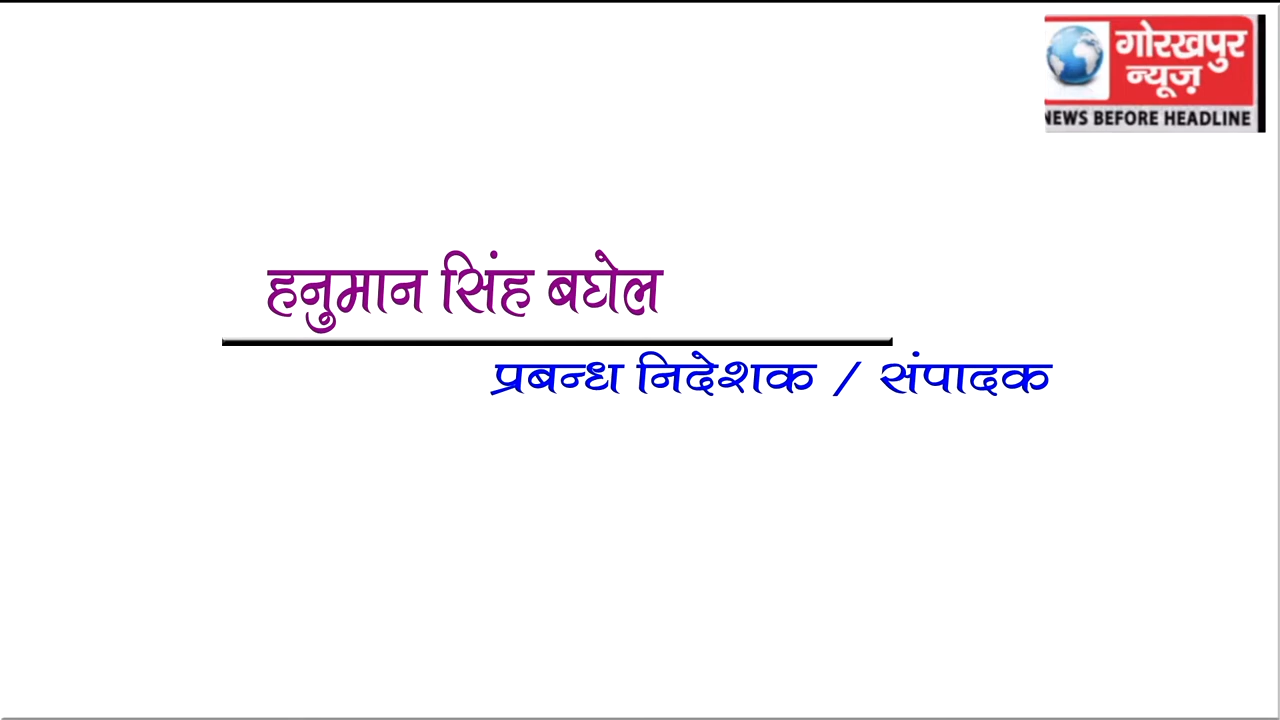 गोरखपुर
न्यूज़
NEWS BEFORE HEADLINE
हनुमान सिंह बघेल
प्रबन्ध निदेशक / संपादक